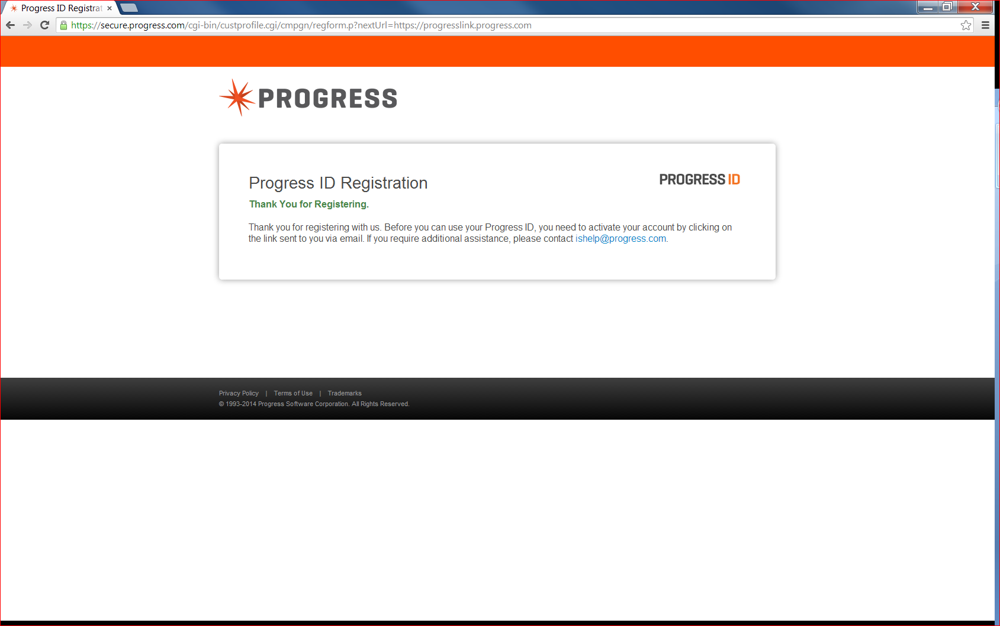 Progress ID Registrat
https://secure.progress.com/cgi-bin/custprofile.cgi/cmpgn/regform.p?nextUrl=https://progresslink.progress.com
PROGRESS
Progress ID Registration
PROGRESS ID
Thank You for Registering.
Thank you for registering with us. Before you can use your Progress ID, you need to activate your account by clicking on
the link sent to you via email. If you require additional assistance, please contact ishelp@progress.com.
Privacy Policy | Terms of Use | Trademarks
© 1993-2014 Progress Software Corporation. All Rights Reserved.